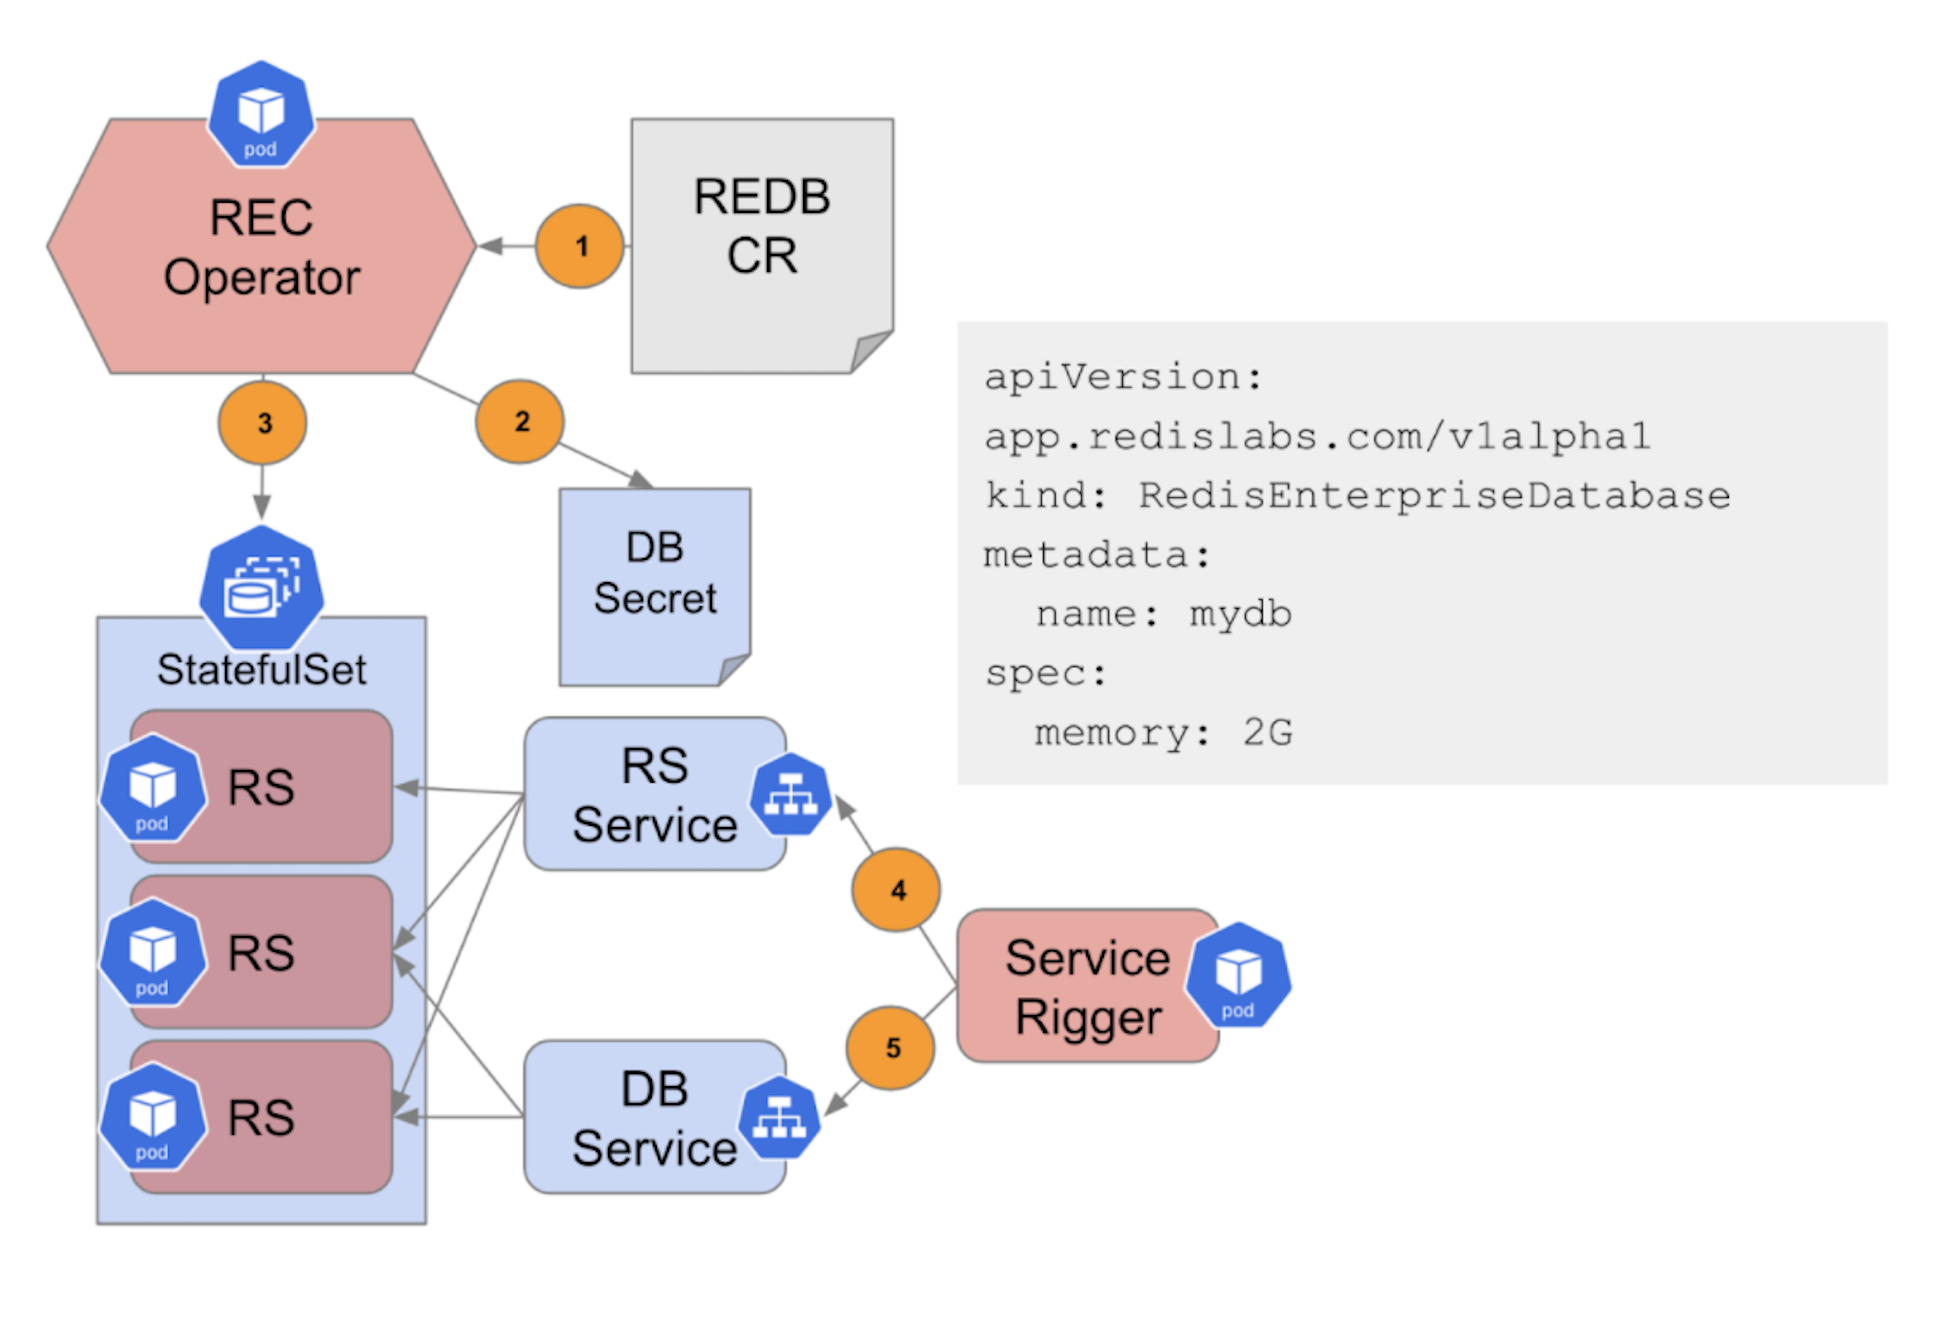 pod
REC
Operator
1
REDB
CR
3
2
DB
Secret
StatefulSet
pod
RS
pod
RS
pod
RS
RS
Service
DB
Service
4
5
Service
Rigger
pod
apiVersion:
app.redislabs.com/v1alpha1
kind: RedisEnterpriseDatabase
metadata:
  name: mydb
spec:
  memory: 2G